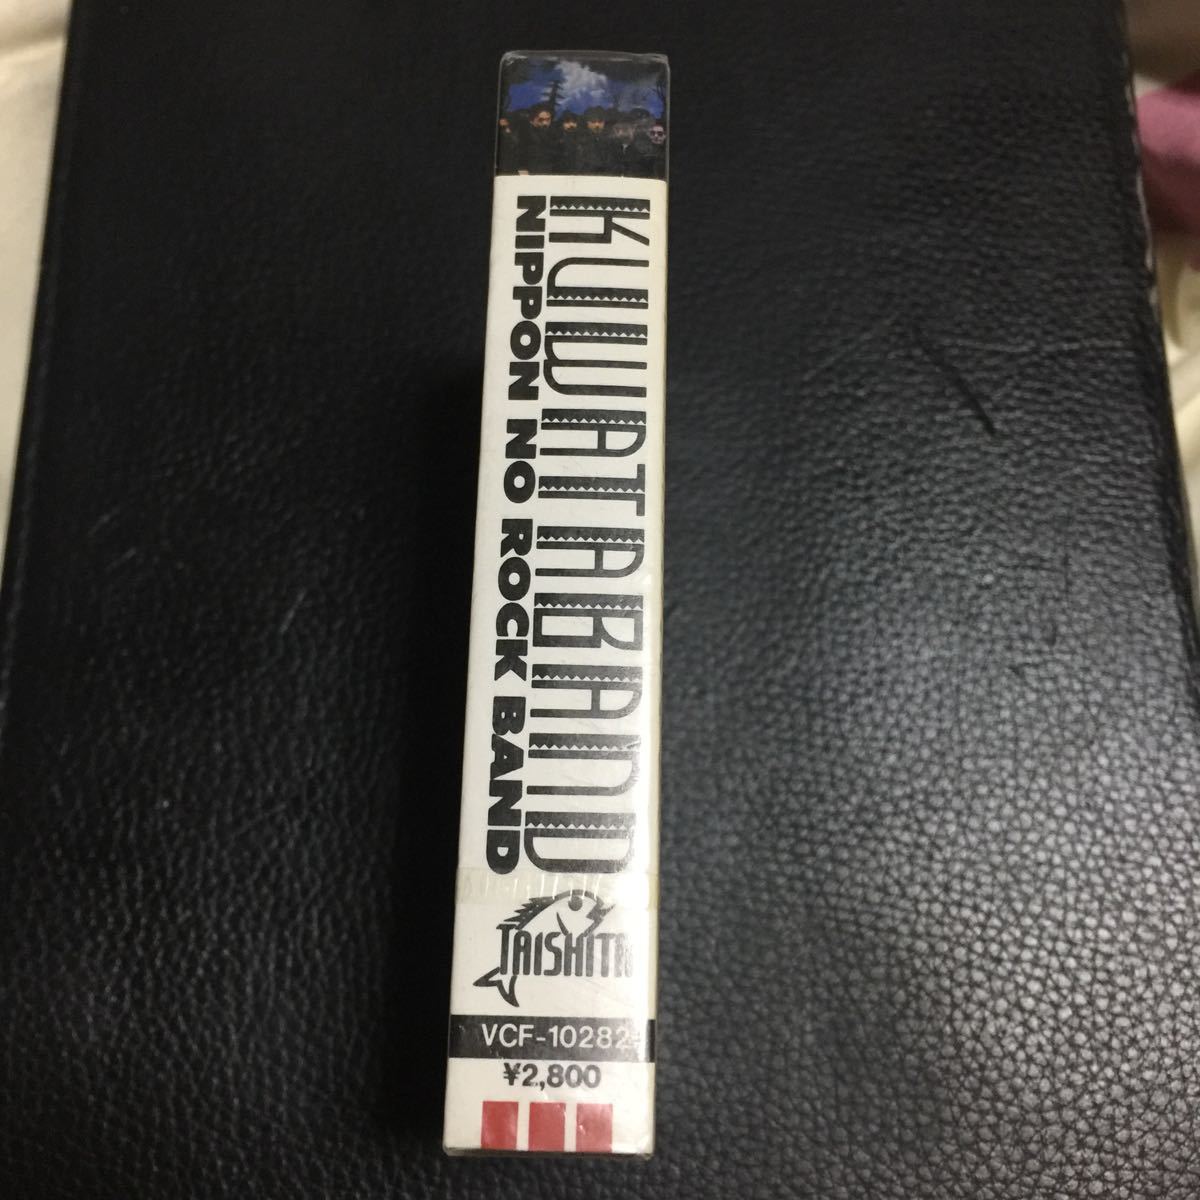 KUWATABAND
NIPPON NO ROCK BAND
TAISHITA
VCF-10282
¥2,800